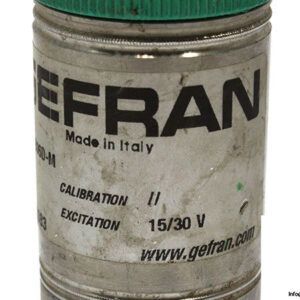 GEFRAN
Made in Italy
CALIBRATION
EXCITATION 15/30 V
www.gefran.com